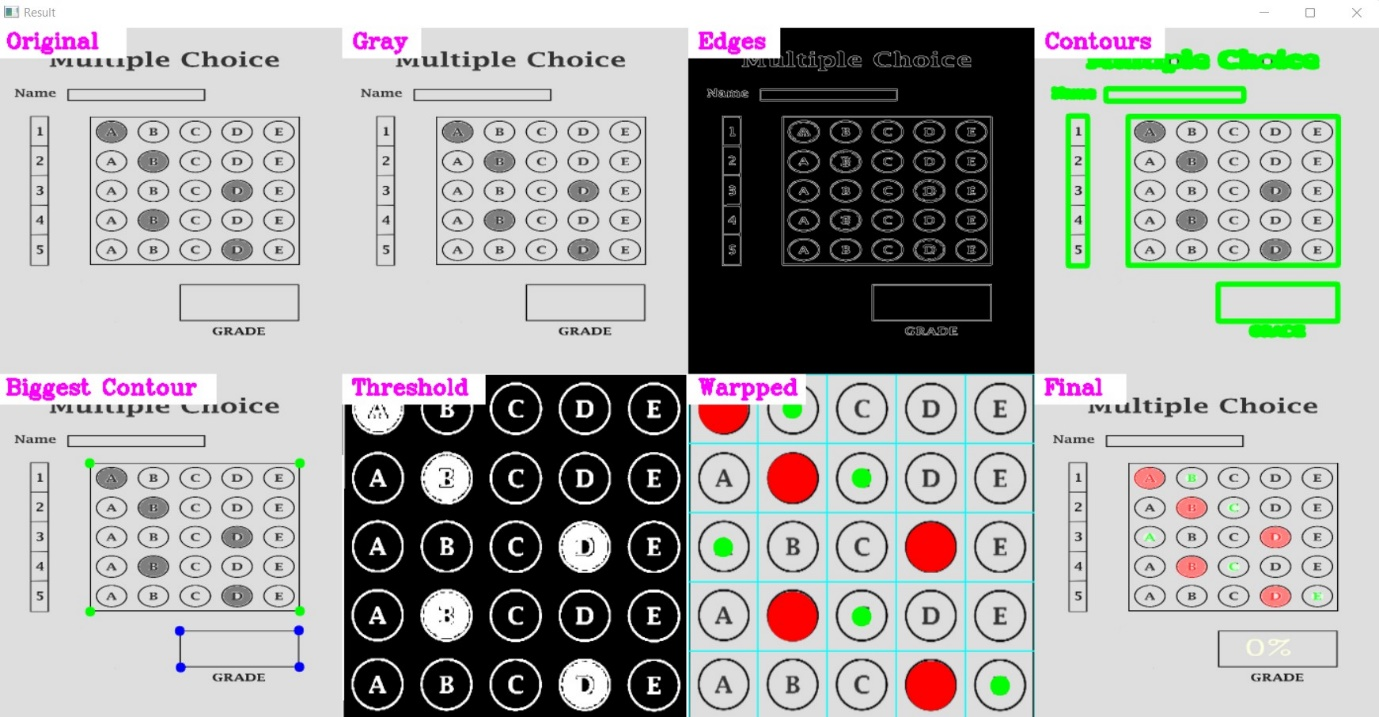 Result
Original
Multiple Choice
Name
1 A B C D E
2 A B C D E
3 A B C D E
4 A B C D E
5 A B C D E
GRADE
Gray
Multiple Choice
Name
1 A B C D E
2 A B C D E
3 A B C D E
4 A B C D E
5 A B C D E
GRADE
Edges
Multiple Choice
Name
1 A B C D E
2 A B C D E
3 A B C D E
4 A B C D E
5 A B C D E
GRADE
Contours
Multiple Choice
1 A B C D E
2 A B C D E
3 A B C D E
4 A B C D E
5 A B C D E
Biggest Contour
Multiple Choice
Name
1 A B C D E
2 A B C D E
3 A B C D E
4 A B C D E
5 A B C D E
GRADE
Threshold
A B C D E
A B C D E
A B C D E
A B C D E
A B C D E
Warpped
C D E
A D E
B C E
A D E
A B C
Final
Multiple Choice
Name
1 A B C D E
2 A B C D E
3 A B C D E
4 A B C D E
5 A B C D E
0%
GRADE